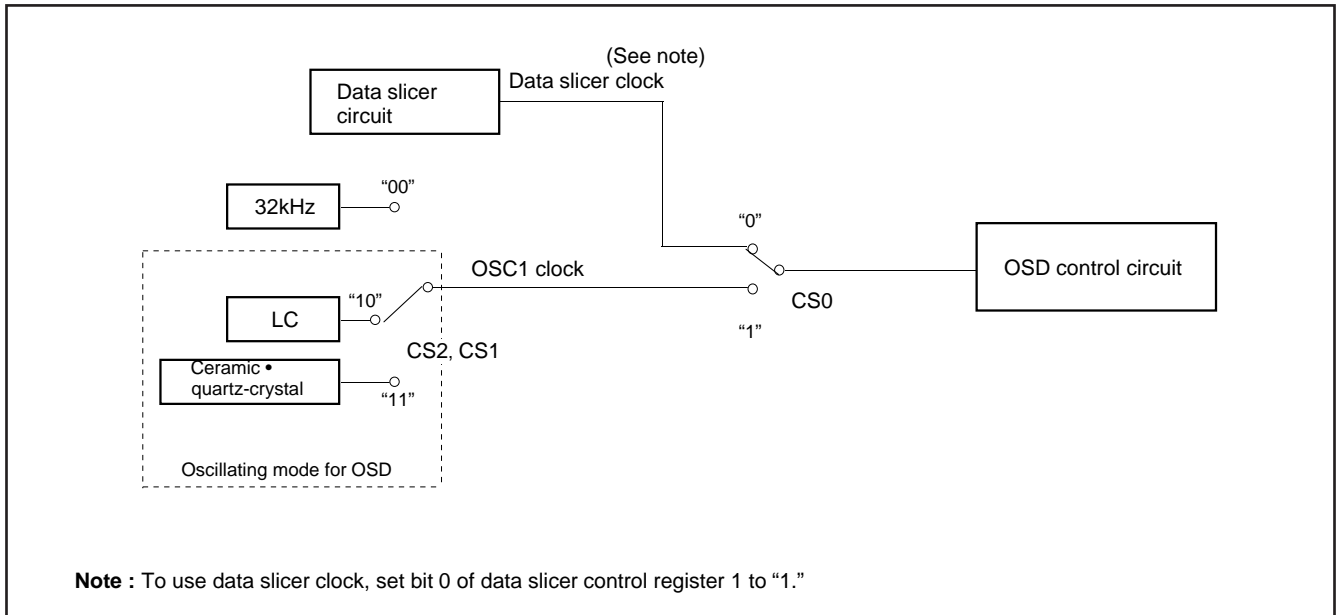 (See note)
Data slicer clock
Data slicer
circuit
“00”
32kHz
“0”
OSC1 clock
OSD control circuit
“10”
LC
CS0
“1”
CS2, CS1
Ceramic •
quartz-crystal
“11”
Oscillating mode for OSD
Note : To use data slicer clock, set bit 0 of data slicer control register 1 to “1.”